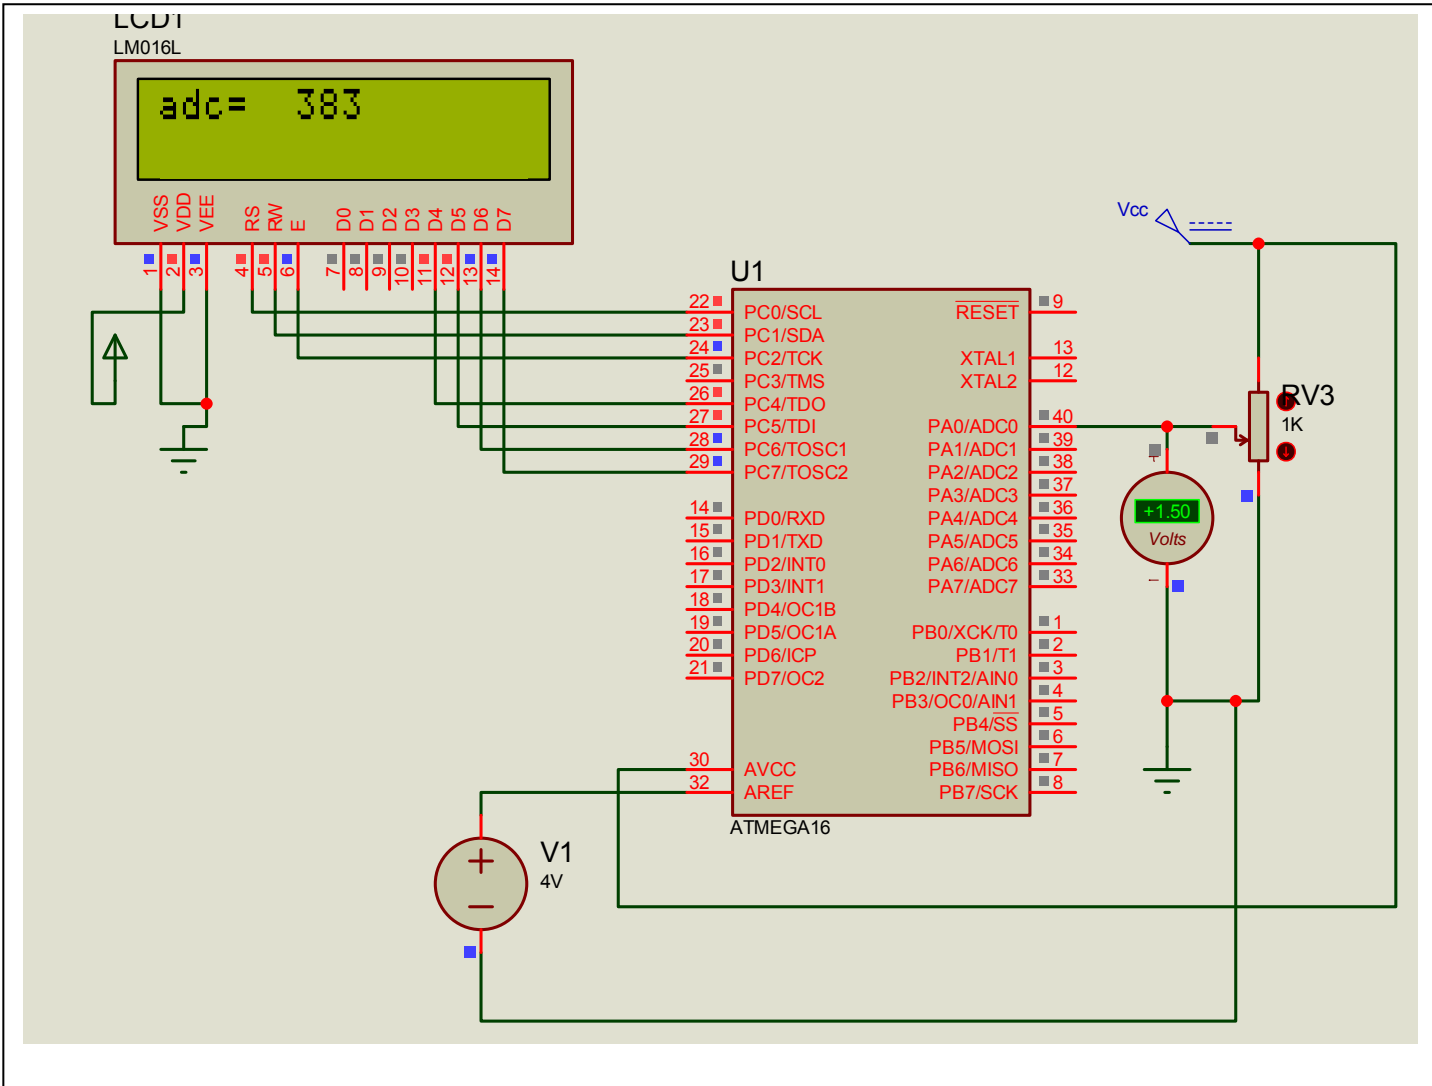 LCD1
LM016L
adc=  383
VSS
VDD
VEE
RS
RW
E
D0
D1
D2
D3
D4
D5
D6
D7
1
2
3
4
5
6
7
8
9
10
11
12
13
14
U1
22 PC0/SCL
23 PC1/SDA
24 PC2/TCK
25 PC3/TMS
26 PC4/TDO
27 PC5/TDI
28 PC6/TOSC1
29 PC7/TOSC2
14 PD0/RXD
15 PD1/TXD
16 PD2/INT0
17 PD3/INT1
18 PD4/OC1B
19 PD5/OC1A
20 PD6/ICP
21 PD7/OC2
30 AVCC
32 AREF
RESET 9
XTAL1 13
XTAL2 12
PA0/ADC0 40
PA1/ADC1 39
PA2/ADC2 38
PA3/ADC3 37
PA4/ADC4 36
PA5/ADC5 35
PA6/ADC6 34
PA7/ADC7 33
PB0/XCK/T0 1
PB1/T1 2
PB2/INT2/AIN0 3
PB3/OC0/AIN1 4
PB4/SS 5
PB5/MOSI 6
PB6/MISO 7
PB7/SCK 8
ATMEGA16
Vcc
RV3
1K
+1.50
Volts
V1
4V